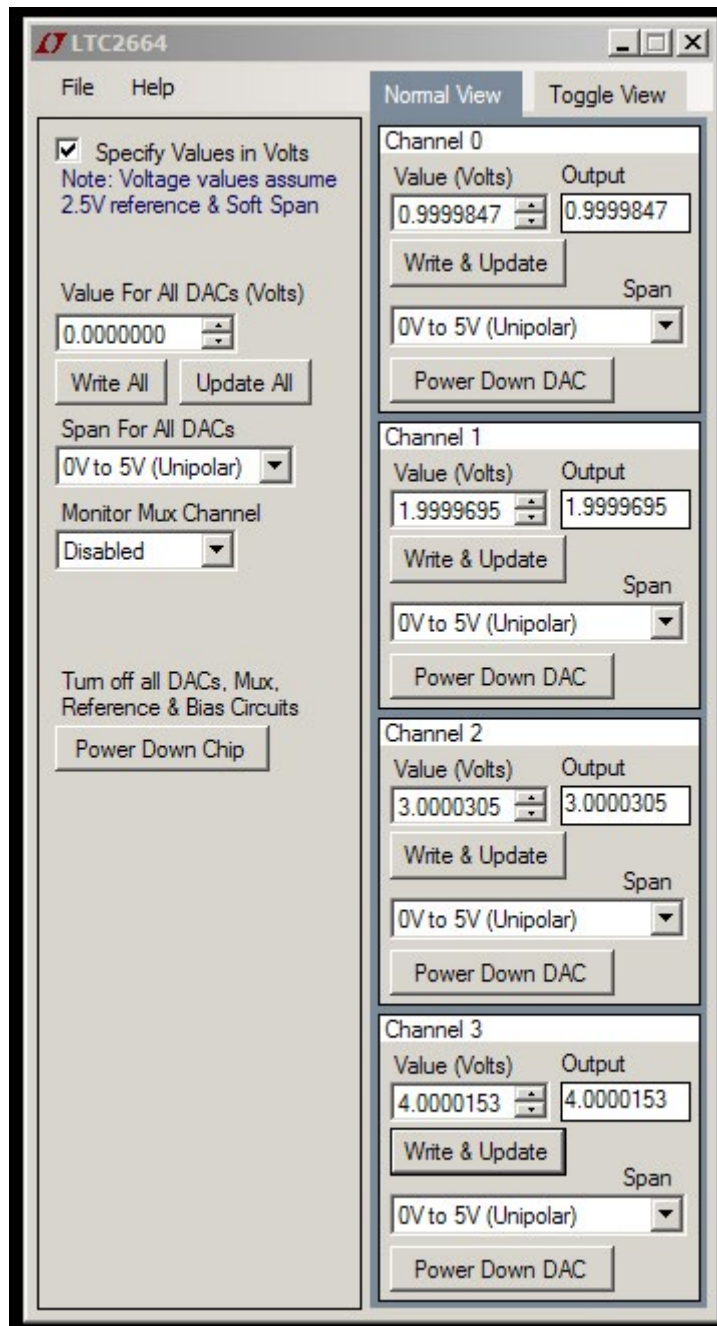 LTC2664
File Help
Specify Values in Volts
Note: Voltage values assume
2.5V reference & Soft Span
Value For All DACs (Volts)
0.0000000
Write All Update All
Span For All DACs
0V to 5V (Unipolar)
Monitor Mux Channel
Disabled
Turn off all DACs, Mux,
Reference & Bias Circuits
Power Down Chip
Normal View Toggle View
Channel 0
Value (Volts) Output
0.9999847 0.9999847
Write & Update
Span
0V to 5V (Unipolar)
Power Down DAC
Channel 1
Value (Volts) Output
1.9999695 1.9999695
Write & Update
Span
0V to 5V (Unipolar)
Power Down DAC
Channel 2
Value (Volts) Output
3.0000305 3.0000305
Write & Update
Span
0V to 5V (Unipolar)
Power Down DAC
Channel 3
Value (Volts) Output
4.0000153 4.0000153
Write & Update
Span
0V to 5V (Unipolar)
Power Down DAC